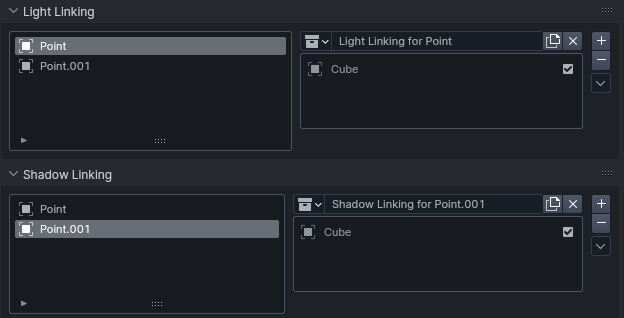 Light Linking
Point
Point.001
Light Linking for Point
Cube
Shadow Linking
Point
Point.001
Shadow Linking for Point.001
Cube